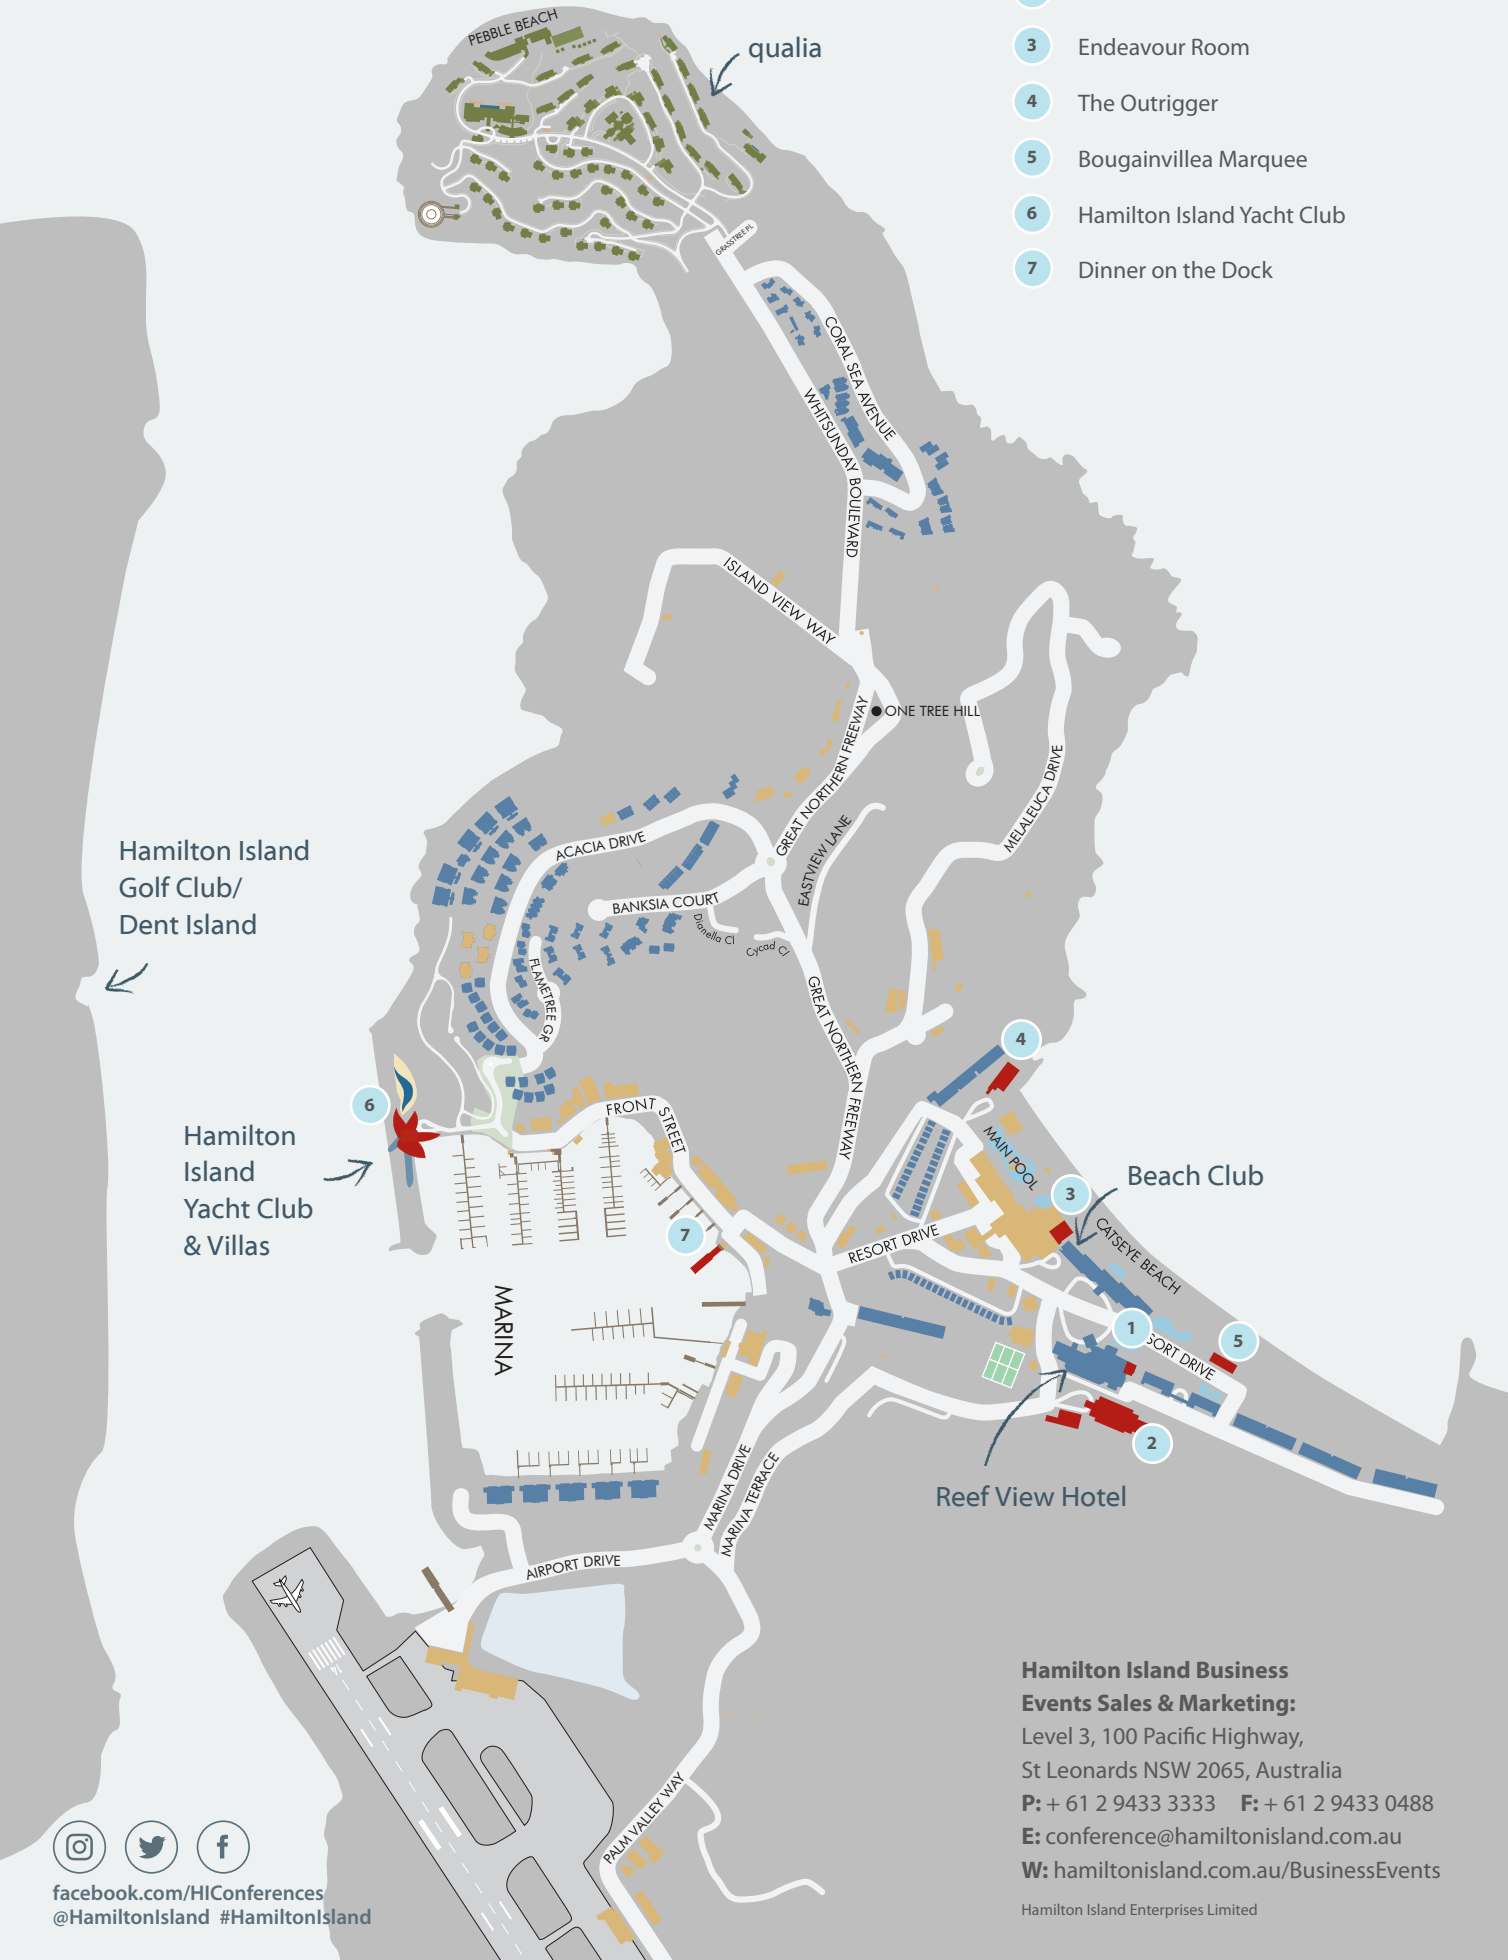 PEBBLE BEACH
qualia
3 Endeavour Room
4 The Outrigger
5 Bougainvillea Marquee
6 Hamilton Island Yacht Club
7 Dinner on the Dock
GRASSTREE PL
CORAL SEA AVENUE
WHITSUNDAY BOULEVARD
ISLAND VIEW WAY
ONE TREE HILL
GREAT NORTHERN FREEWAY
MELALEUCA DRIVE
EASTVIEW LANE
ACACIA DRIVE
BANKSIA COURT
Dianella Cl
Cycad Cl
FLAMETREE GR
GREAT NORTHERN FREEWAY
Hamilton Island
Golf Club/
Dent Island
4
6
FRONT STREET
MAIN POOL
Hamilton
Island
Yacht Club
& Villas
3
Beach Club
7
RESORT DRIVE
CATSEYE BEACH
MARINA
1
5
SORT DRIVE
2
Reef View Hotel
MARINA DRIVE
MARINA TERRACE
AIRPORT DRIVE
PALM VALLEY WAY
Hamilton Island Business
Events Sales & Marketing:
Level 3, 100 Pacific Highway,
St Leonards NSW 2065, Australia
P: + 61 2 9433 3333 F: + 61 2 9433 0488
E: conference@hamiltonisland.com.au
W: hamiltonisland.com.au/BusinessEvents
Hamilton Island Enterprises Limited
facebook.com/HIConferences
@HamiltonIsland #HamiltonIsland